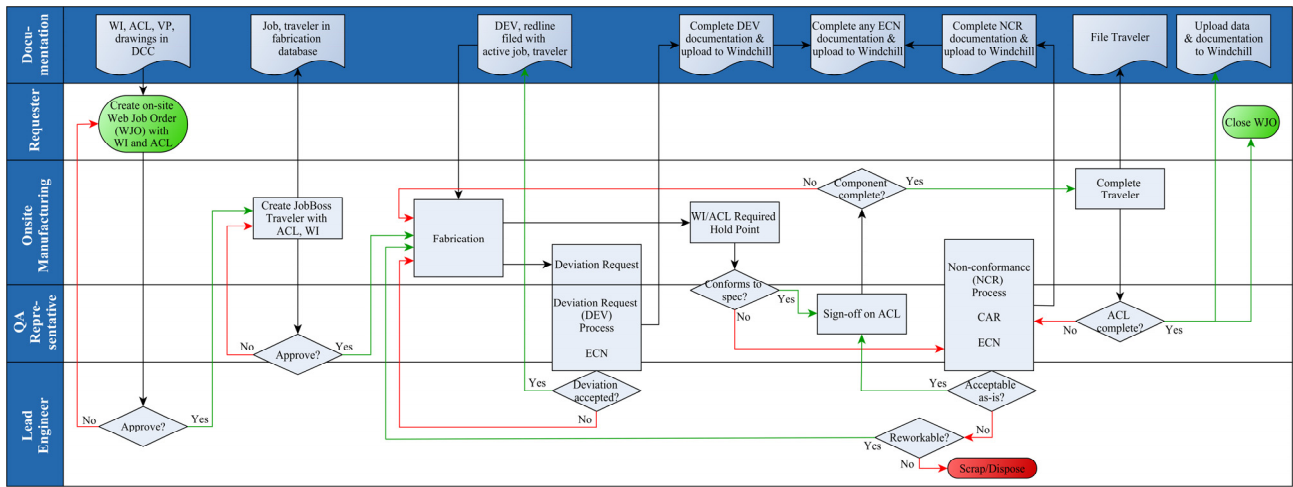 Docu-
mentation
WI, ACL, VP,
drawings in
DCC
Job, traveler in
fabrication
database
DEV, redline
filed with
active job, traveler
Complete DEV
documentation &
upload to Windchill
Complete any ECN
documentation &
upload to Windchill
Complete NCR
documentation &
upload to Windchill
File Traveler
Upload data
& documentation
to Windchill
Requester
Create on-site
Web Job Order
(WJO) with
WI and ACL
Close WJO
Onsite
Manufacturing
Create JobBoss
Traveler with
ACL, WI
Fabrication
Deviation Request
WI/ACL Required
Hold Point
No
Component
complete?
Yes
Complete
Traveler
Non-conformance
(NCR)
Process
CAR
ECN
QA
Repre-
sentative
No
Approve?
Yes
Deviation Request
(DEV)
Process
ECN
Conforms to
spec?
Yes
No
Sign-off on ACL
No
ACL
complete?
Yes
Lead
Engineer
No
Approve?
Yes
Yes
Deviation
accepted?
No
Yes
Acceptable
as-is?
No
Yes
Reworkable?
No
Scrap/Dispose